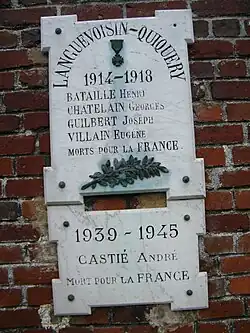 LANGUEVOISIN-QUIQUERY
1914-1918
BATAILLE HENRI
CHATELAIN GEORGES
GUILBERT JOSEPH
VILLAIN EUGÈNE
MORTS POUR LA FRANCE
1939-1945
CASTIÉ ANDRÉ
MORT POUR LA FRANCE